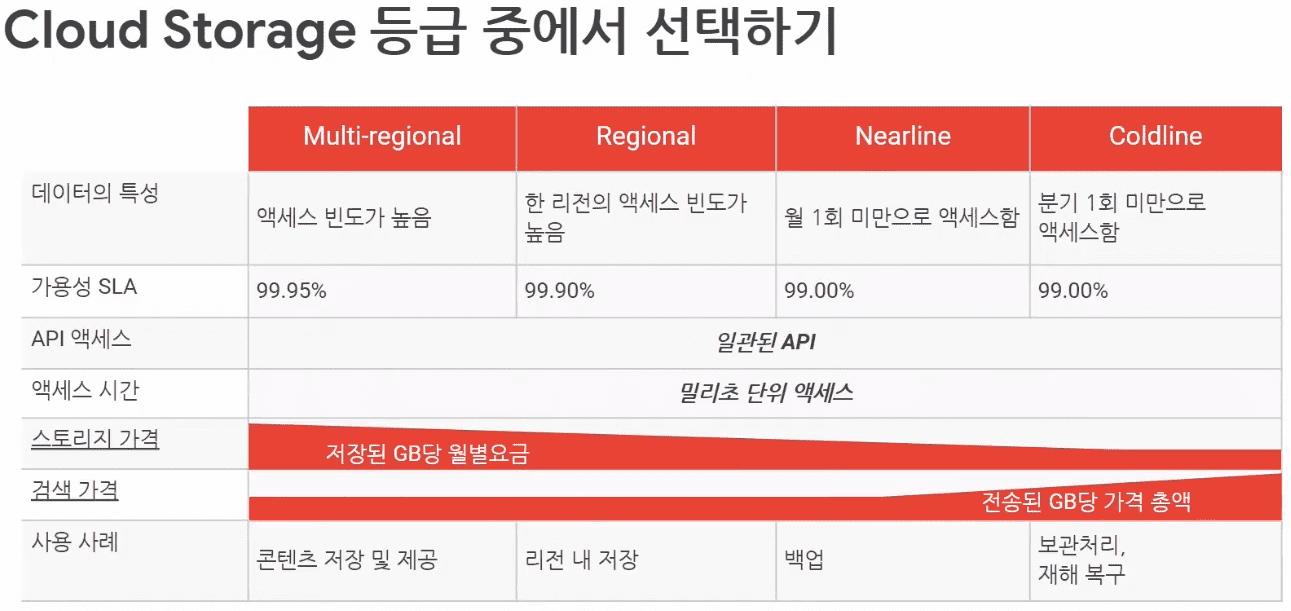 Cloud Storage 등급 중에서 선택하기
Multi-regional
Regional
Nearline
Coldline
데이터의 특성
액세스 빈도가 높음
한 리전의 액세스 빈도가
높음
월 1회 미만으로 액세스함
분기 1회 미만으로
액세스함
가용성 SLA
99.95%
99.90%
99.00%
99.00%
API 액세스
일관된 API
액세스 시간
밀리초 단위 액세스
스토리지 가격
저장된 GB당 월별요금
검색 가격
전송된 GB당 가격 총액
사용 사례
콘텐츠 저장 및 제공
리전 내 저장
백업
보관처리,
재해 복구